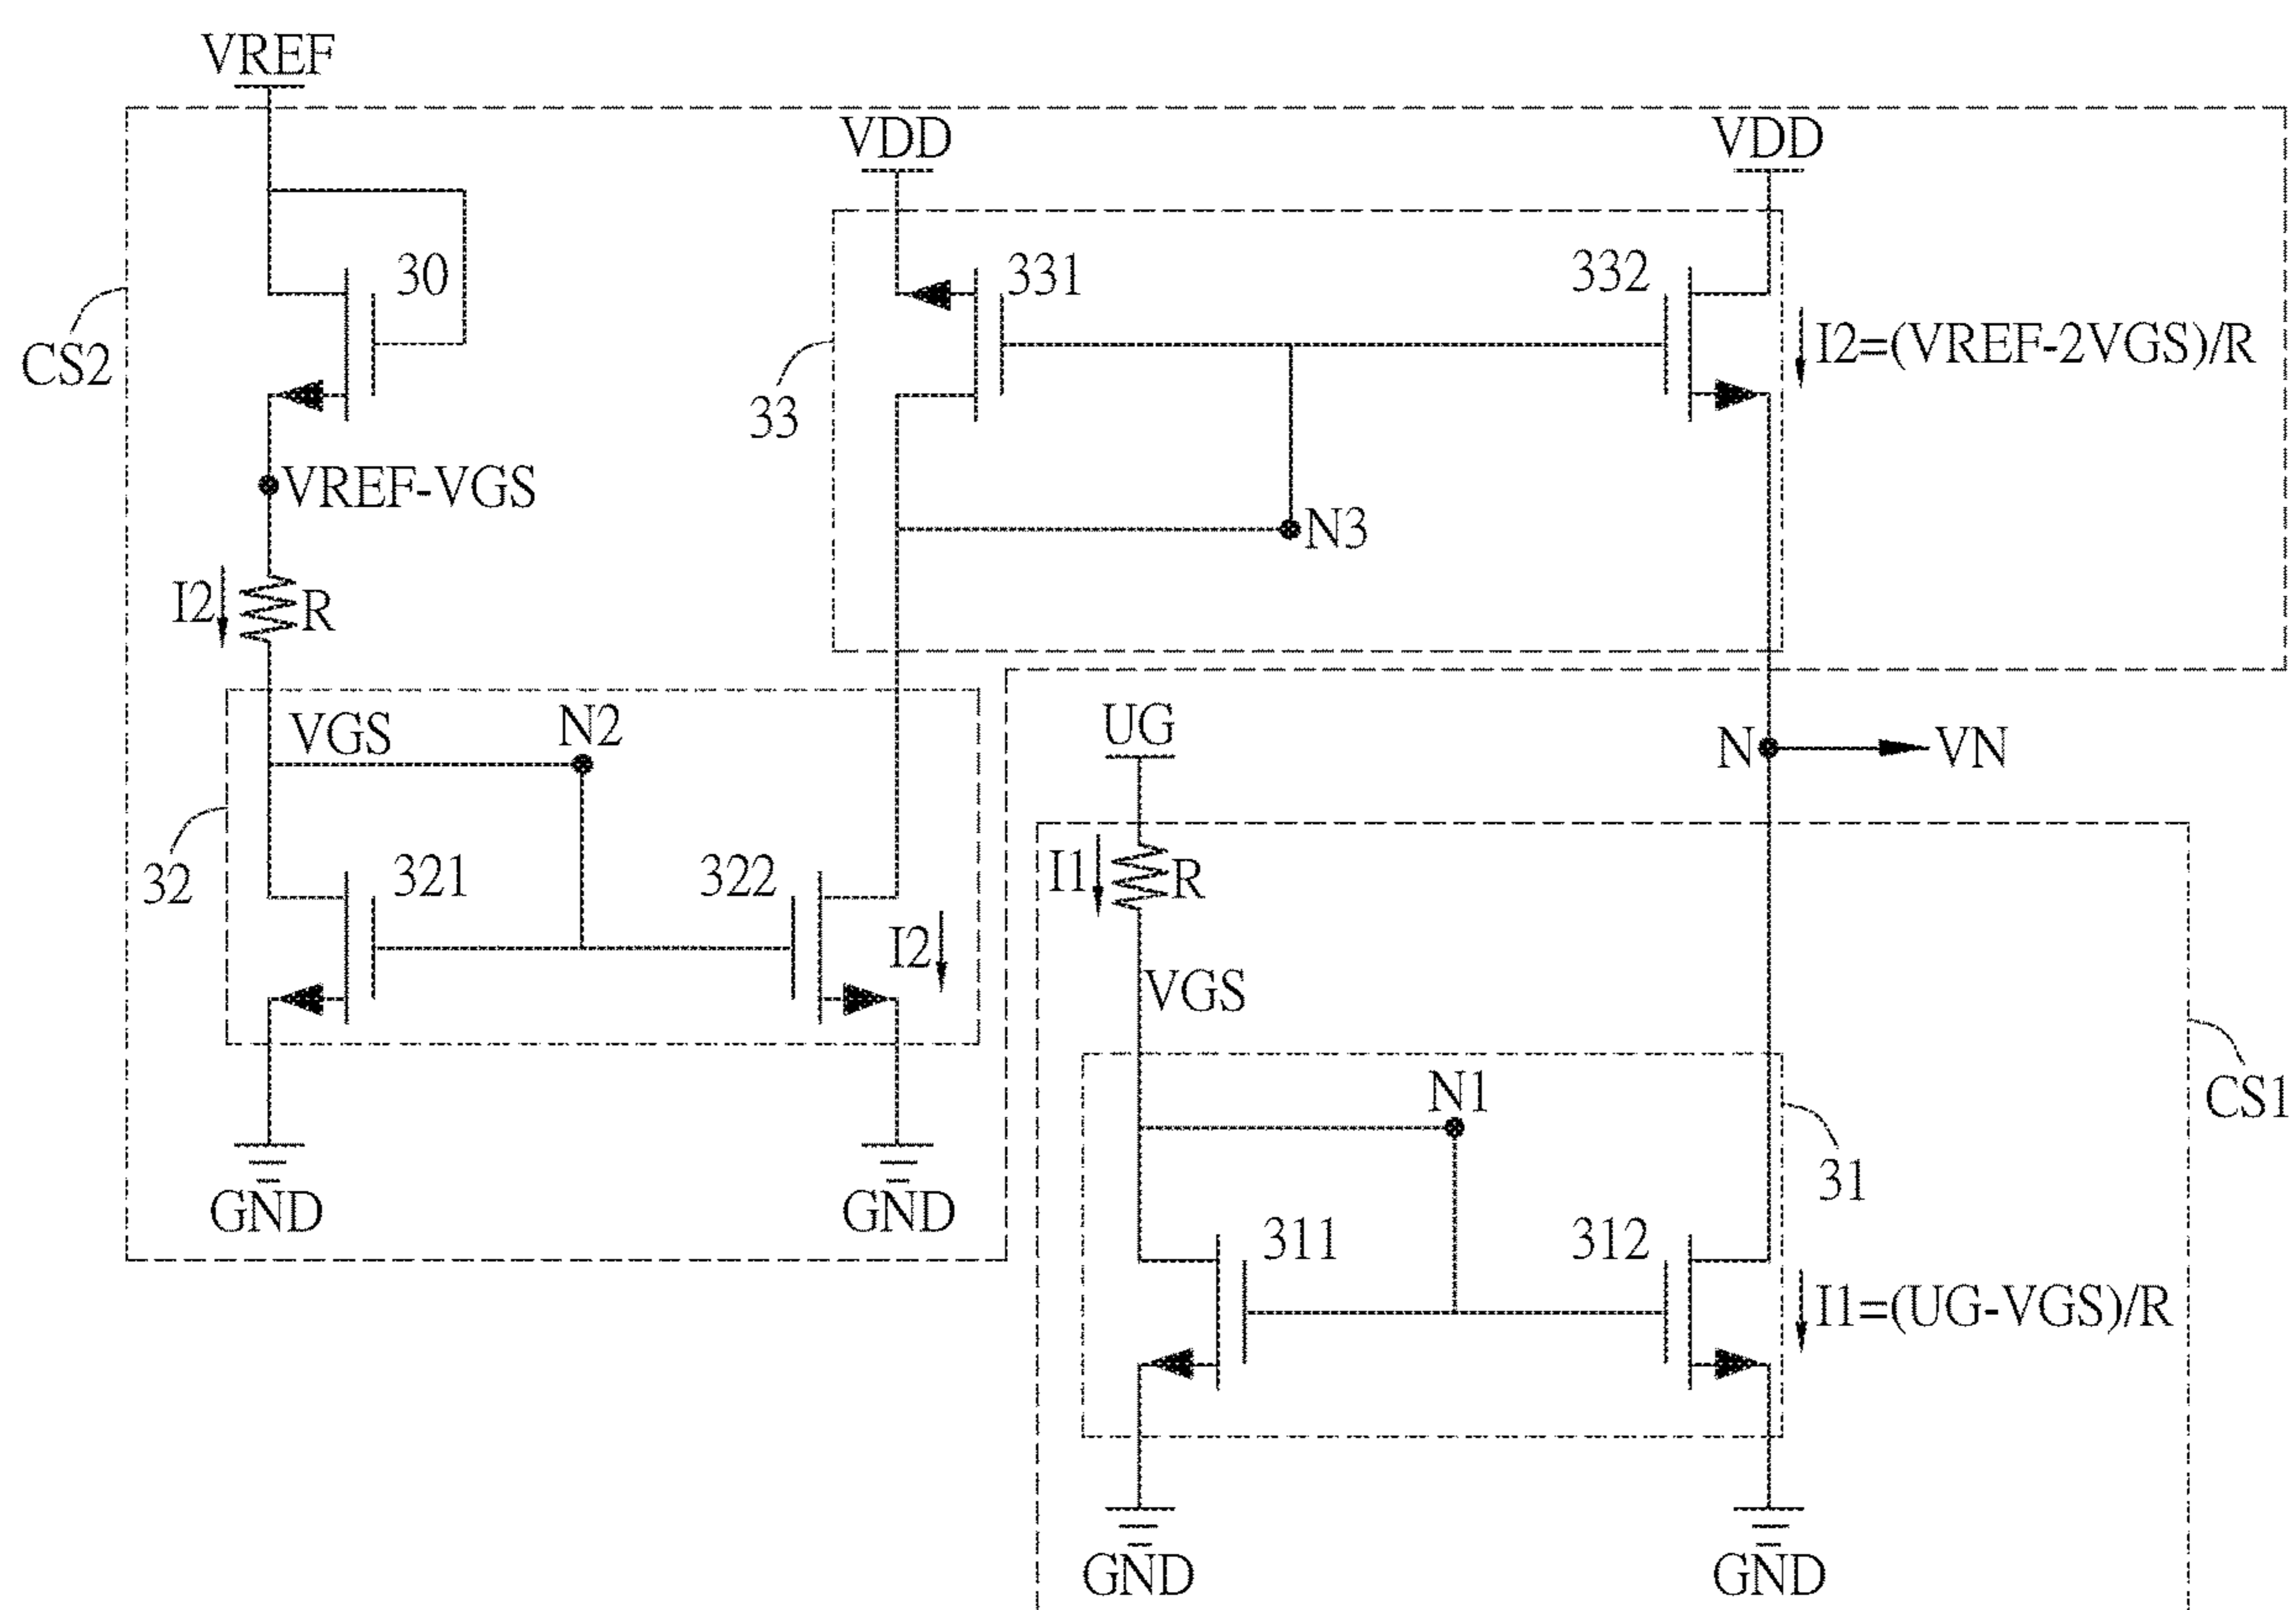 VREF
VDD
VDD
30
331
332
CS2
I2=(VREF-2VGS)/R
33
VREF-VGS
N3
I2
R
VGS
N2
UG
N
VN
32
321
322
I1
R
I2
VGS
N1
CS1
31
GND
GND
311
312
I1=(UG-VGS)/R
GND
GND